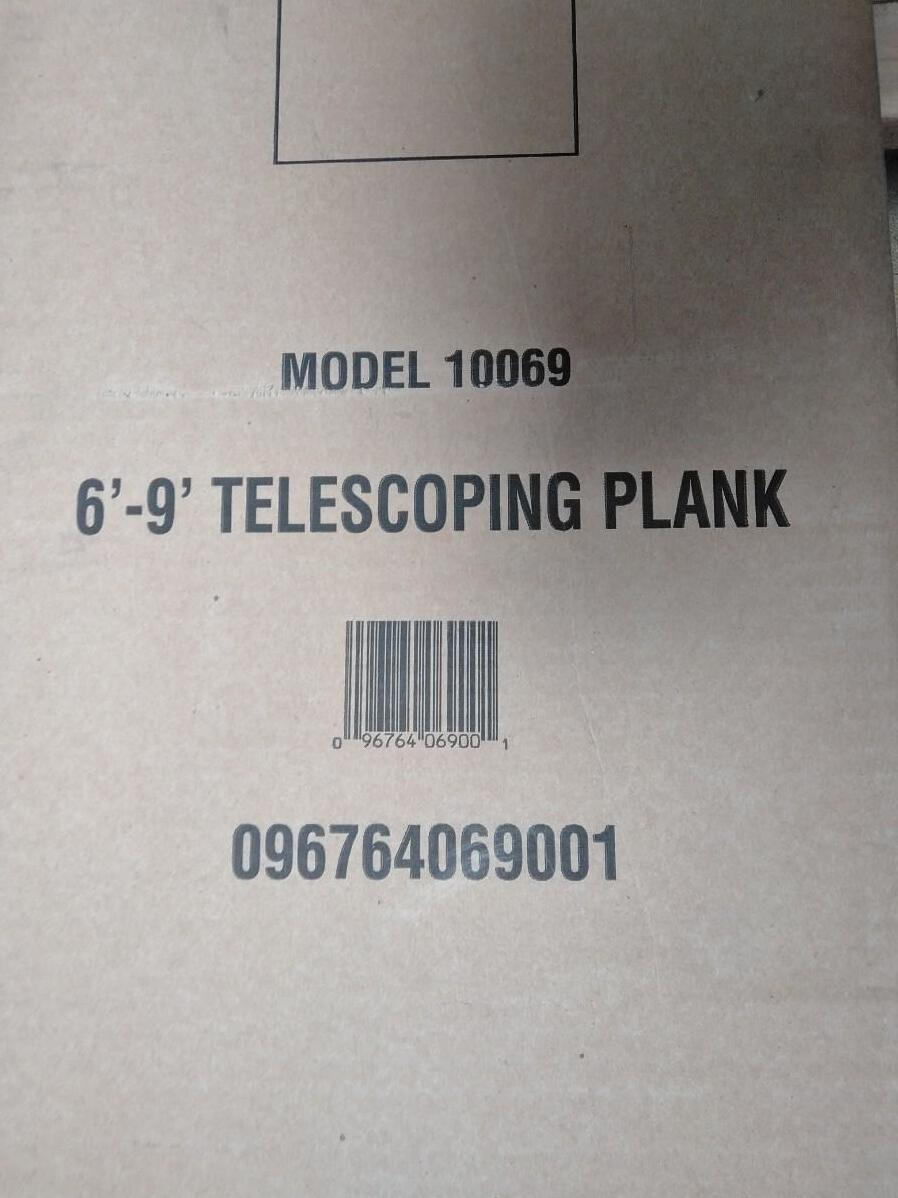 MODEL 10069
6'-9' TELESCOPING PLANK
0 96764 06900 1
096764069001